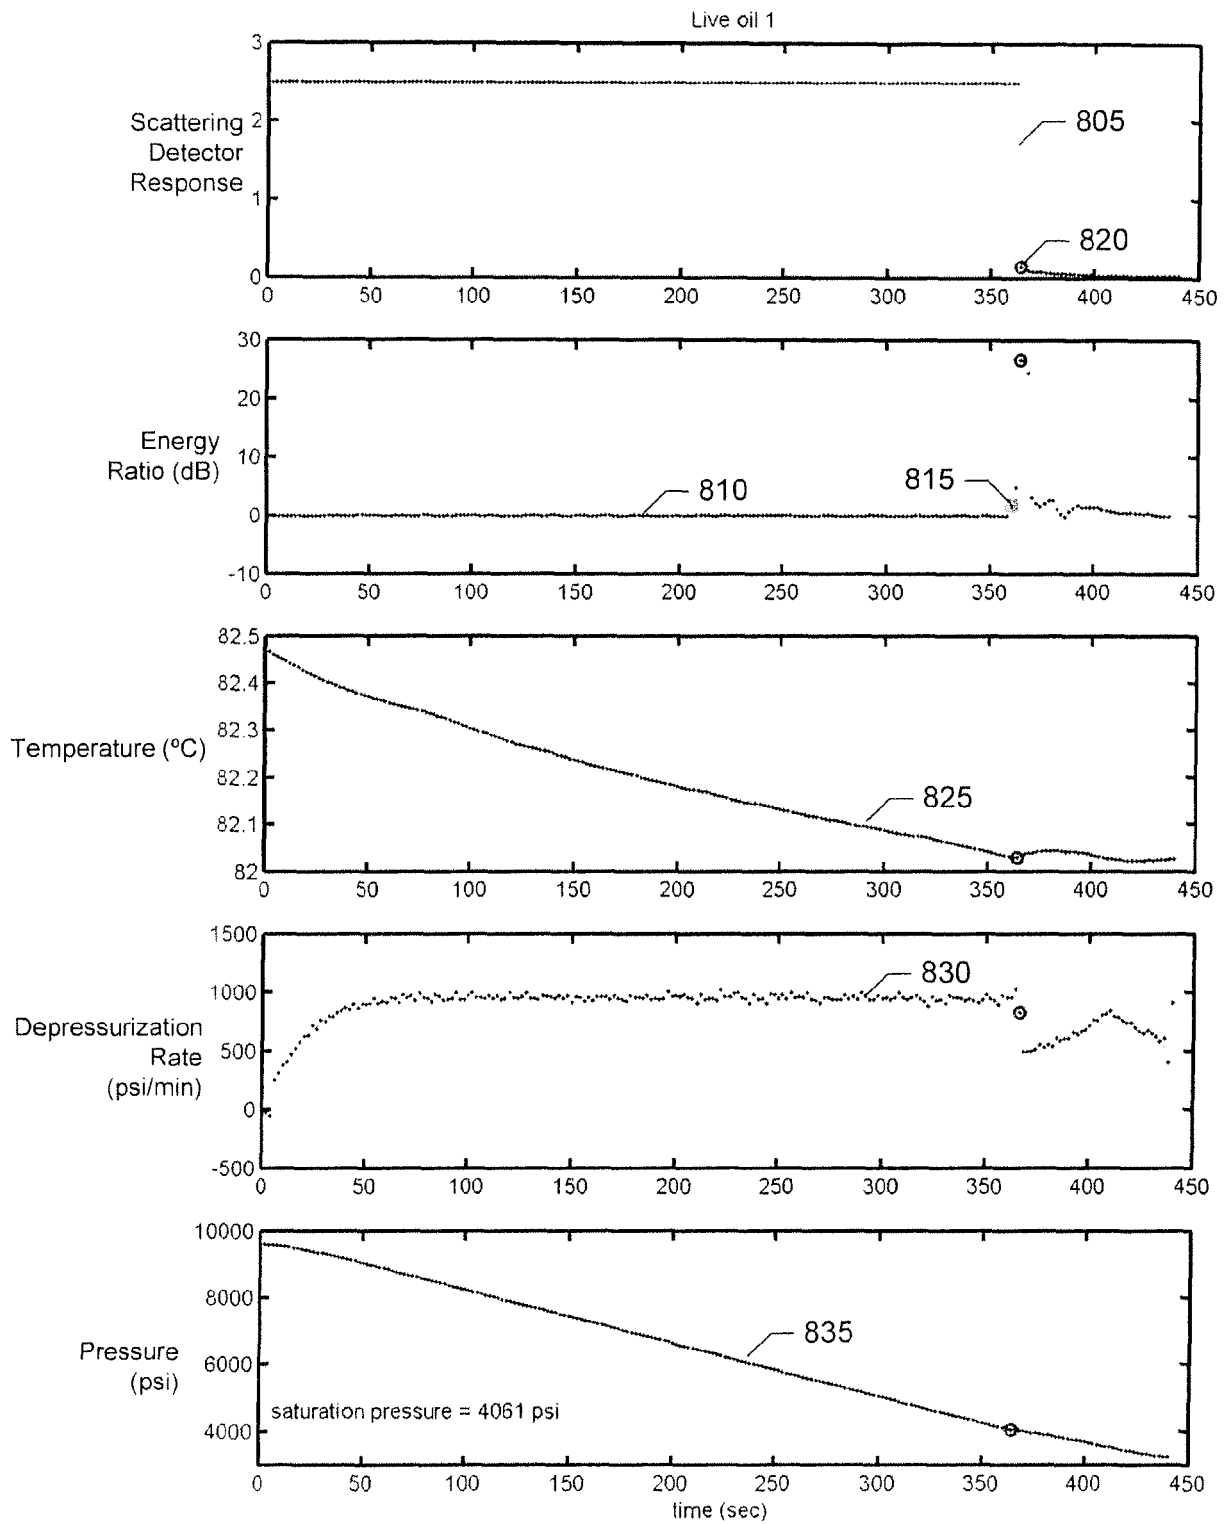 Live oil 1
3
2
1
0
Scattering
Detector
Response
805
820
0 50 100 150 200 250 300 350 400 450
30
20
10
0
-10
Energy
Ratio (dB)
810
815
0 50 100 150 200 250 300 350 400 450
82.5
82.4
82.3
82.2
82.1
82
Temperature (ºC)
825
0 50 100 150 200 250 300 350 400 450
1500
1000
500
0
-500
Depressurization
Rate
(psi/min)
830
0 50 100 150 200 250 300 350 400 450
10000
8000
6000
4000
Pressure
(psi)
835
saturation pressure = 4061 psi
0 50 100 150 200 250 300 350 400 450
time (sec)